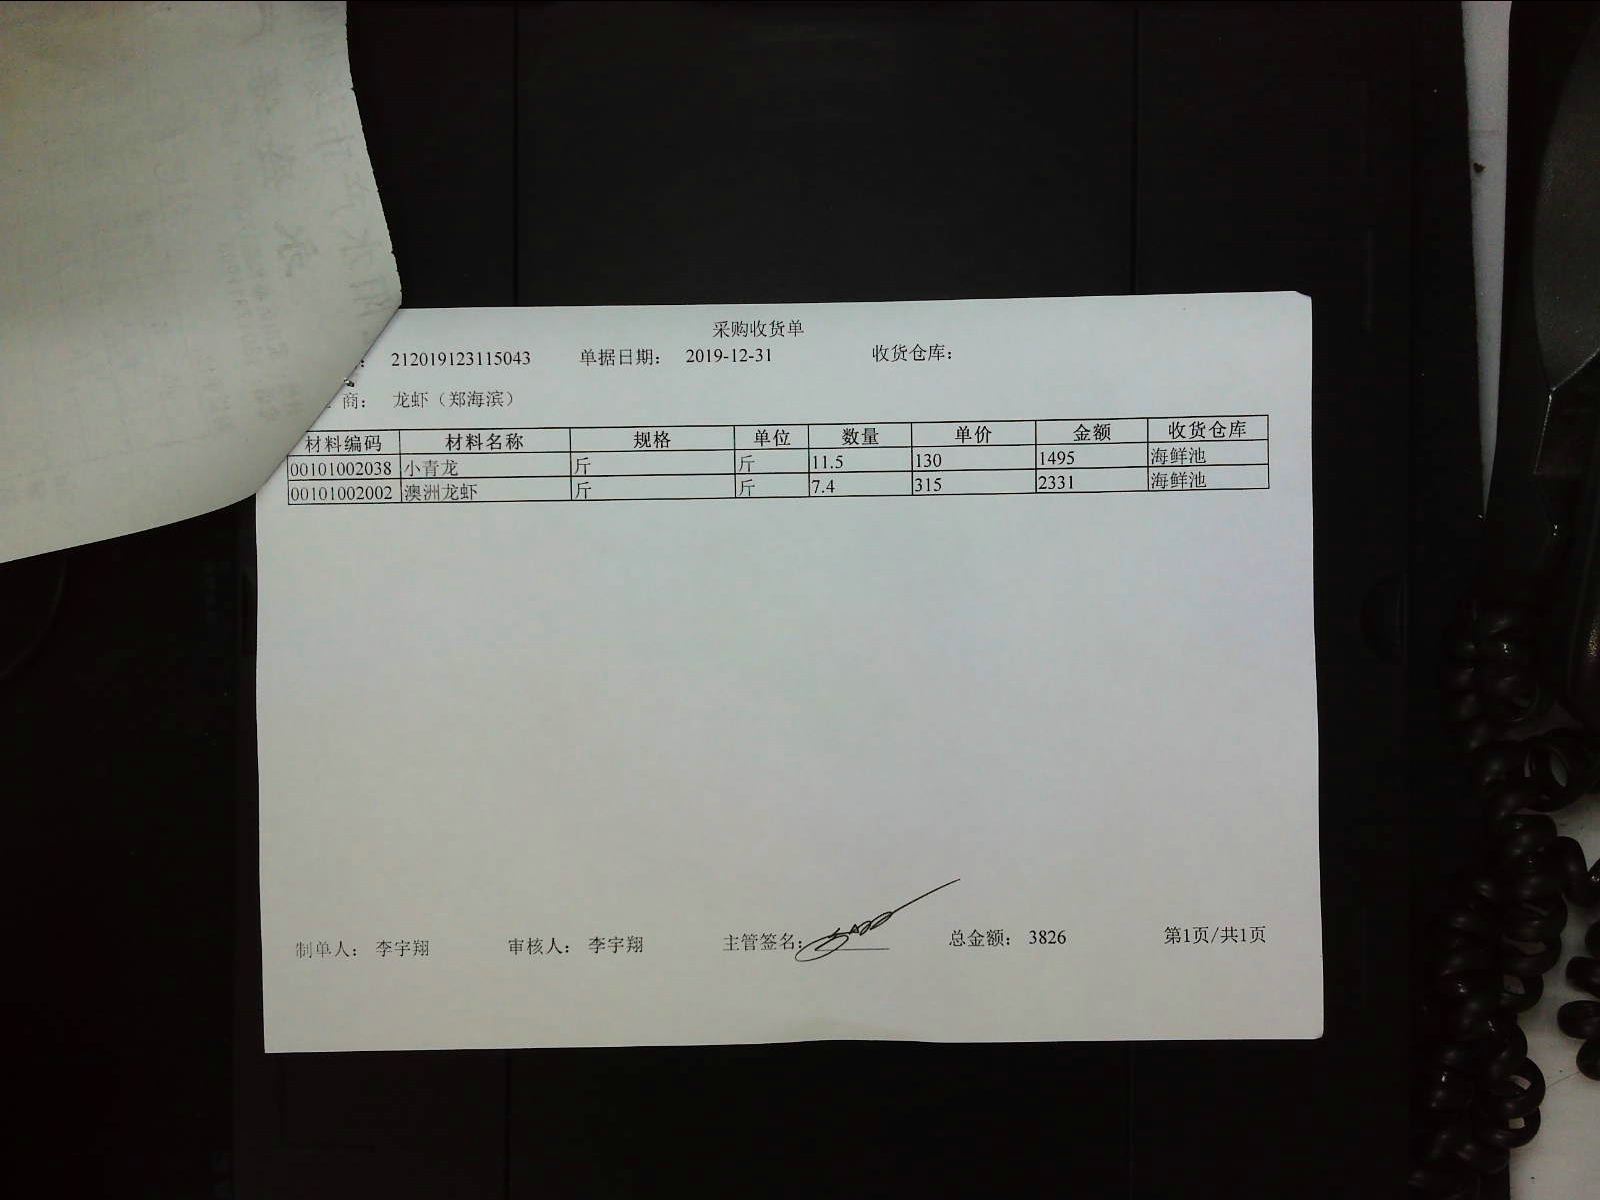 采购收货单
: 212019123115043 单据日期: 2019-12-31 收货仓库:
商: 龙虾（郑海滨）
材料编码 材料名称 规格 单位 数量 单价 金额 收货仓库
00101002038 小青龙 斤 斤 11.5 130 1495 海鲜池
00101002002 澳洲龙虾 斤 斤 7.4 315 2331 海鲜池
制单人: 李宇翔 审核人: 李宇翔 主管签名: 总金额: 3826 第1页/共1页